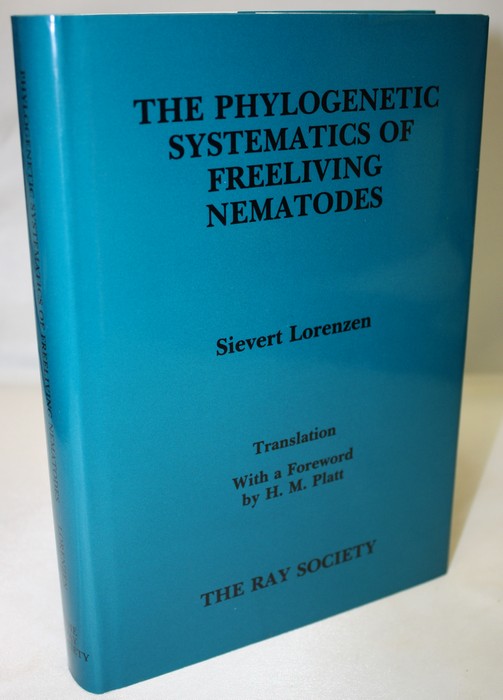 THE PHYLOGENETIC
SYSTEMATICS OF
FREELIVING
NEMATODES
Sievert Lorenzen
Translation
With a Foreword
by H. M. Platt
THE RAY SOCIETY
PHYLOGENETIC SYSTEMATICS OF FREELIVING NEMATODES